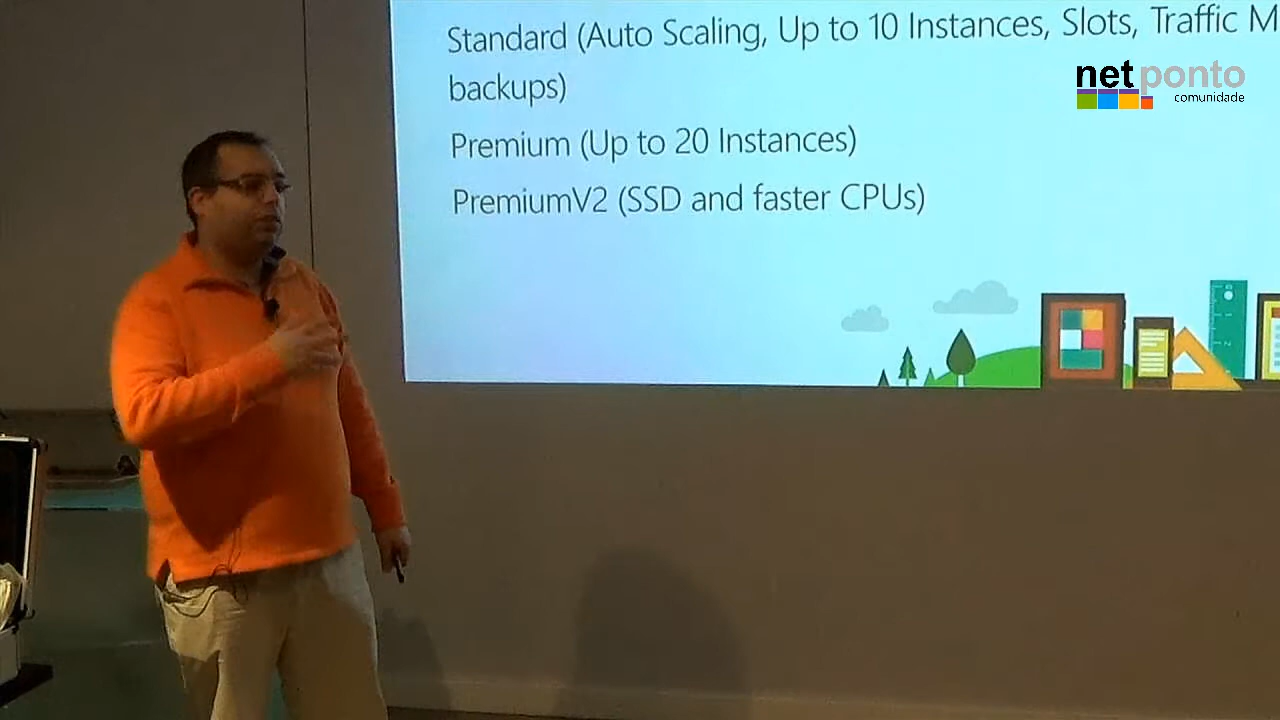 Standard (Auto Scaling, Up to 10 Instances, Slots, Traffic M
backups)
Premium (Up to 20 Instances)
PremiumV2 (SSD and faster CPUs)
netponto
comunidade